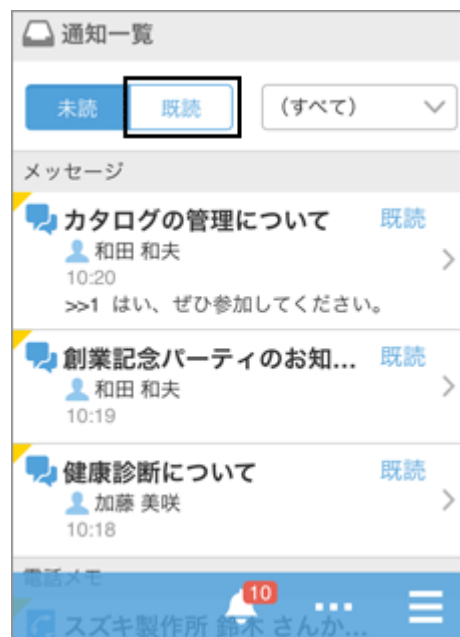 通知一覧
未読 既読 (すべて)
メッセージ
カタログの管理について 既読
和田 和夫
10:20
>>1 はい、ぜひ参加してください。
創業記念パーティのお知... 既読
和田 和夫
10:19
健康診断について 既読
加藤 美咲
10:18
電話メモ
10
スズキ製作所 鈴木 さんか...